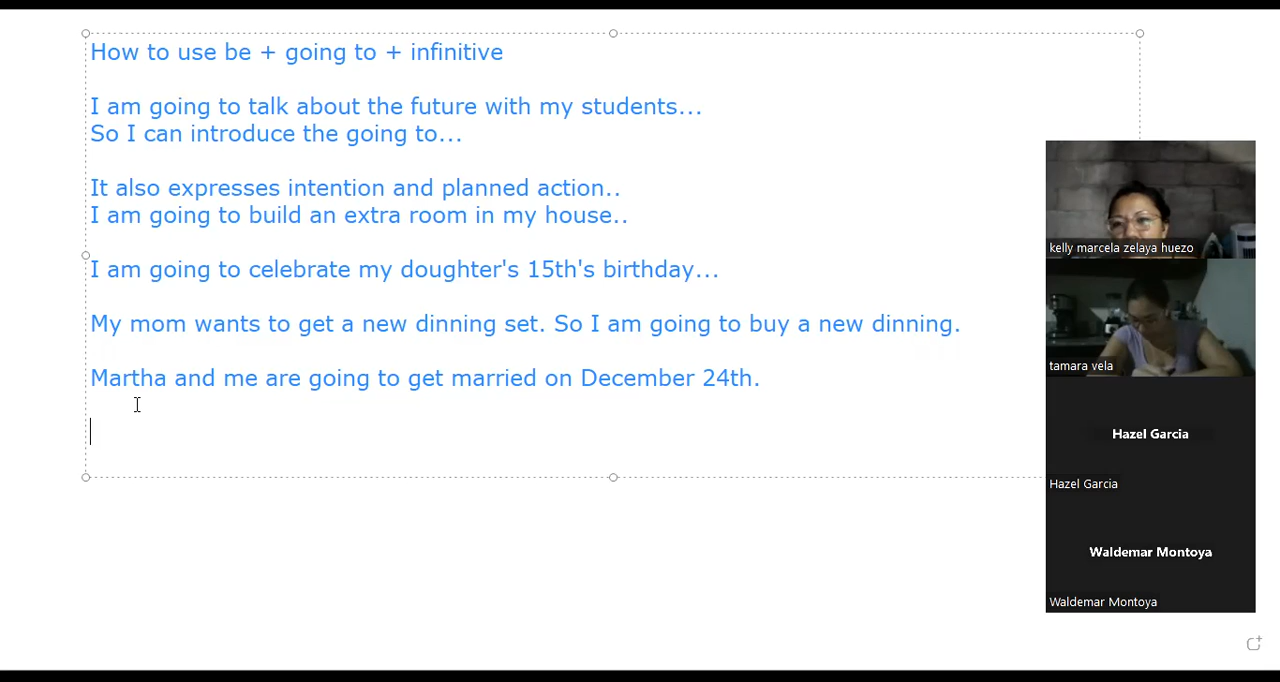 How to use be + going to + infinitive
I am going to talk about the future with my students...
So I can introduce the going to...
It also expresses intention and planned action..
I am going to build an extra room in my house..
I am going to celebrate my doughter's 15th's birthday...
My mom wants to get a new dinning set. So I am going to buy a new dinning.
Martha and me are going to get married on December 24th.
kelly marcela zelaya huezo
tamara vela
Hazel Garcia
Hazel Garcia
Waldemar Montoya
Waldemar Montoya